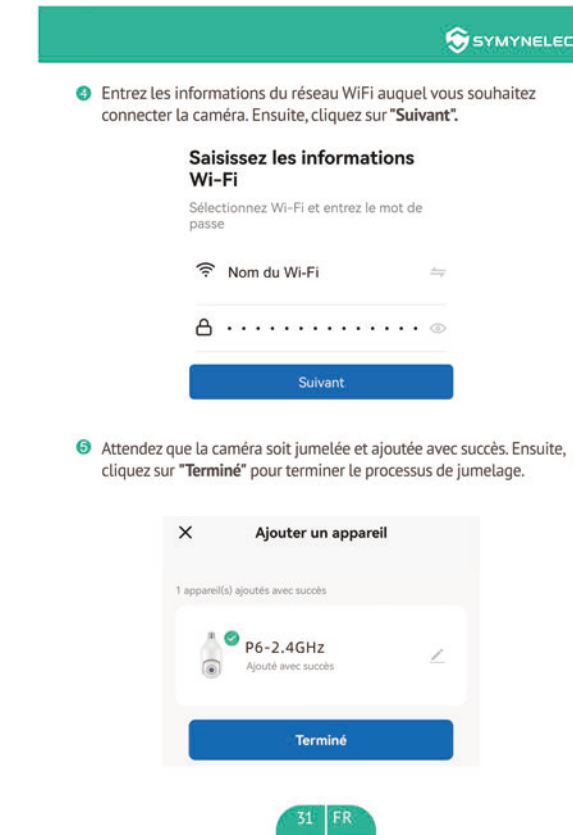 SYMYNELEC
4 Entrez les informations du réseau WiFi auquel vous souhaitez
connecter la caméra. Ensuite, cliquez sur "Suivant".
Saisissez les informations
Wi-Fi
Sélectionnez Wi-Fi et entrez le mot de
passe
Nom du Wi-Fi
Suivant
5 Attendez que la caméra soit jumelée et ajoutée avec succès. Ensuite,
cliquez sur "Terminé" pour terminer le processus de jumelage.
Ajouter un appareil
1 appareil(s) ajoutés avec succès
P6-2.4GHz
Ajouté avec succès
Terminé
31 FR